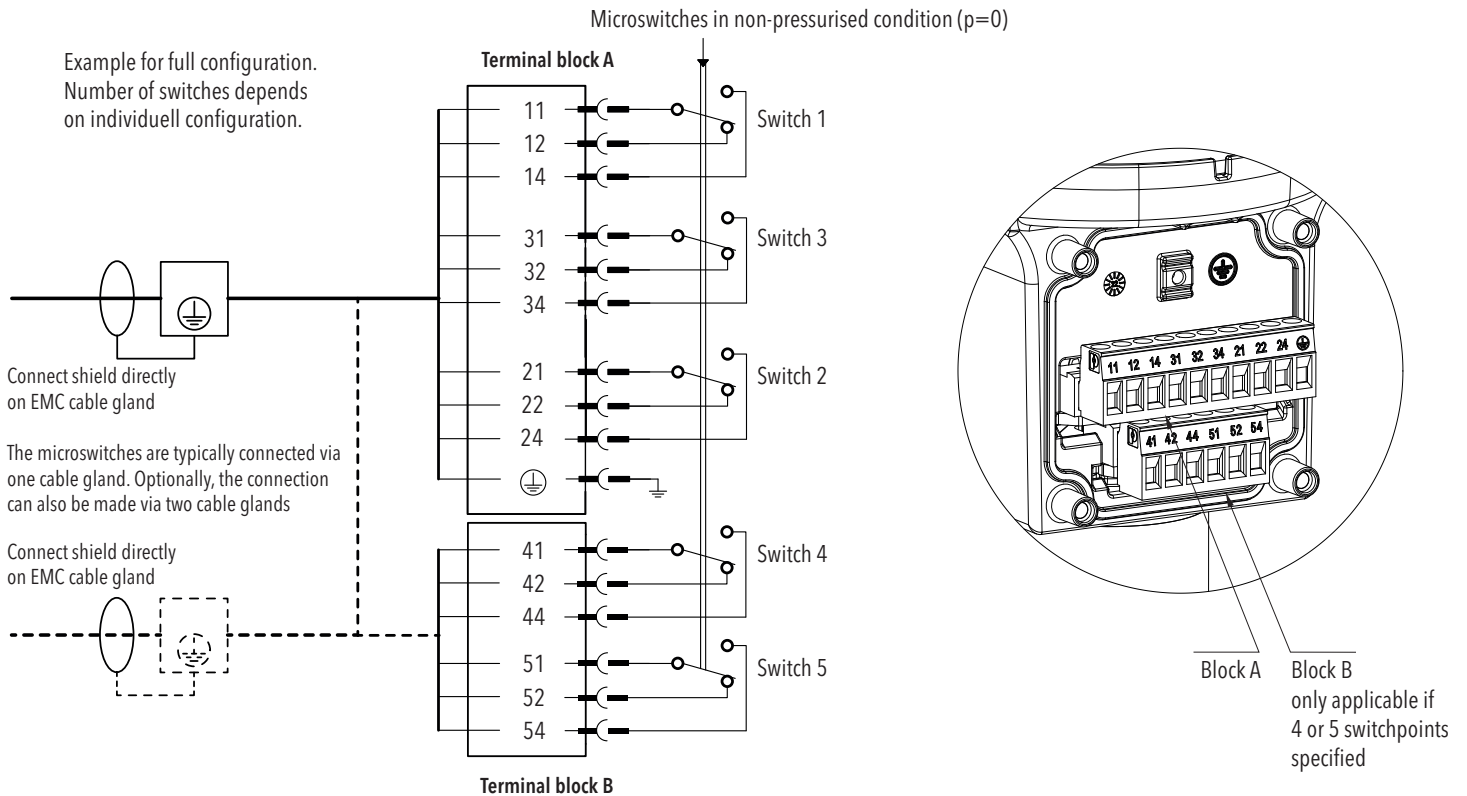 Microswitches in non-pressurised condition (p=0)
Example for full configuration.
Number of switches depends
on individuell configuration.
Terminal block A
11
12
14
Switch 1
31
32
34
Switch 3
21
22
24
Switch 2
Connect shield directly
on EMC cable gland
The microswitches are typically connected via
one cable gland. Optionally, the connection
can also be made via two cable glands
Connect shield directly
on EMC cable gland
41
42
44
Switch 4
51
52
54
Switch 5
Terminal block B
11 12 14 31 32 34 21 22 24
41 42 44 51 52 54
Block A
Block B
only applicable if
4 or 5 switchpoints
specified